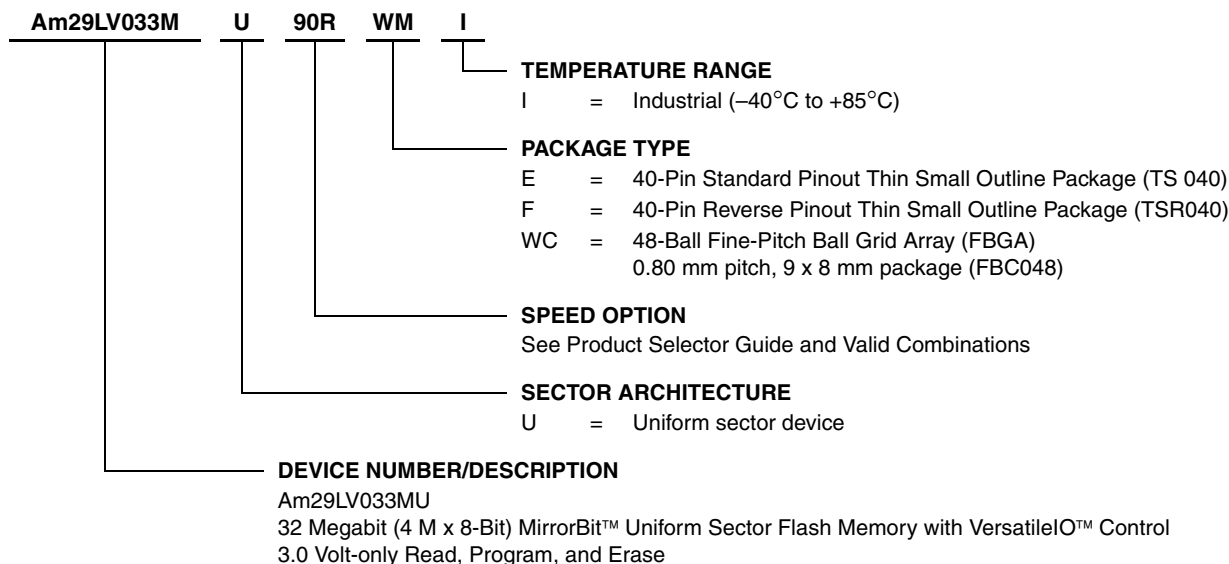 Am29LV033M U 90R WM I
TEMPERATURE RANGE
I = Industrial (–40°C to +85°C)
PACKAGE TYPE
E = 40-Pin Standard Pinout Thin Small Outline Package (TS 040)
F = 40-Pin Reverse Pinout Thin Small Outline Package (TSR040)
WC = 48-Ball Fine-Pitch Ball Grid Array (FBGA)
0.80 mm pitch, 9 x 8 mm package (FBC048)
SPEED OPTION
See Product Selector Guide and Valid Combinations
SECTOR ARCHITECTURE
U = Uniform sector device
DEVICE NUMBER/DESCRIPTION
Am29LV033MU
32 Megabit (4 M x 8-Bit) MirrorBit™ Uniform Sector Flash Memory with VersatileIO™ Control
3.0 Volt-only Read, Program, and Erase